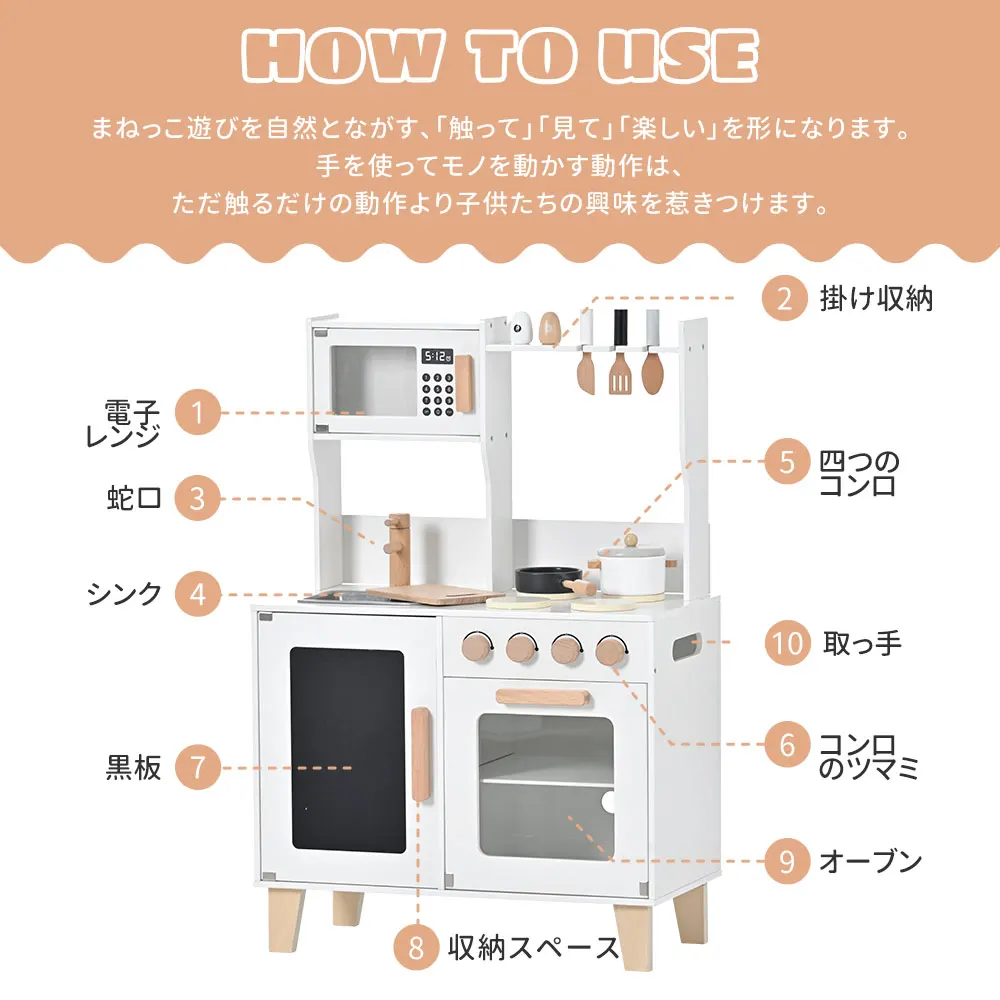 HOW TO USE
まねっこ遊びを自然とながす、「触って」「見て」「楽しい」を形になります。
手を使ってモノを動かす動作は、
ただ触るだけの動作より子供たちの興味を惹きつけます。
2 掛け収納
5:12
電子
レンジ
1
5 四つの
コンロ
蛇口 3
シンク 4
10 取っ手
6 コンロ
のツマミ
黒板 7
9 オーブン
8 収納スペース